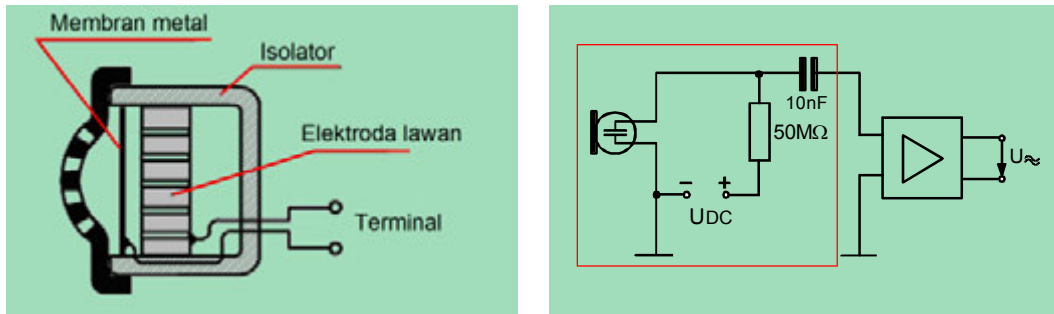 Membran metal
Isolator
Elektroda lawan
Terminal
10nF
50MΩ
− +
UDC
U≈